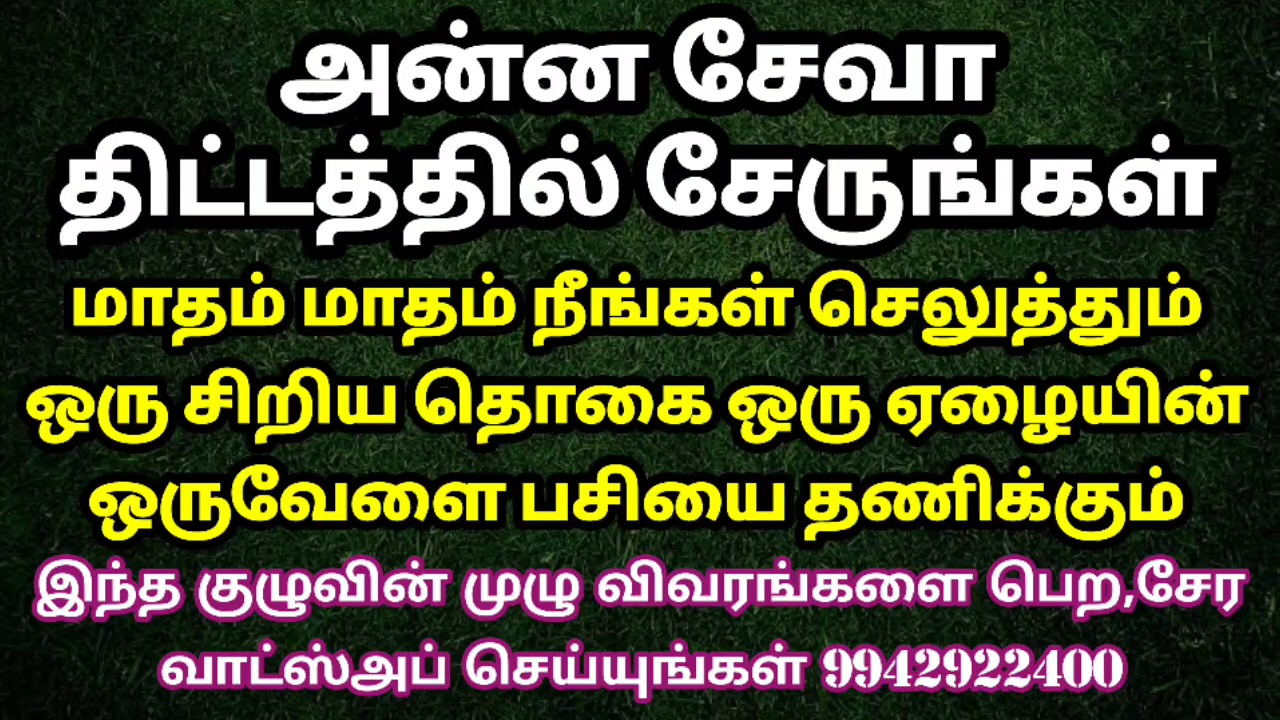 அன்ன சேவா
திட்டத்தில் சேருங்கள்
மாதம் மாதம் நீங்கள் செலுத்தும்
ஒரு சிறிய தொகை ஒரு ஏழையின்
ஒருவேளை பசியை தணிக்கும்
இந்த குழுவின் முழு விவரங்களை பெற,சேர
வாட்ஸ்அப் செய்யுங்கள் 9942922400